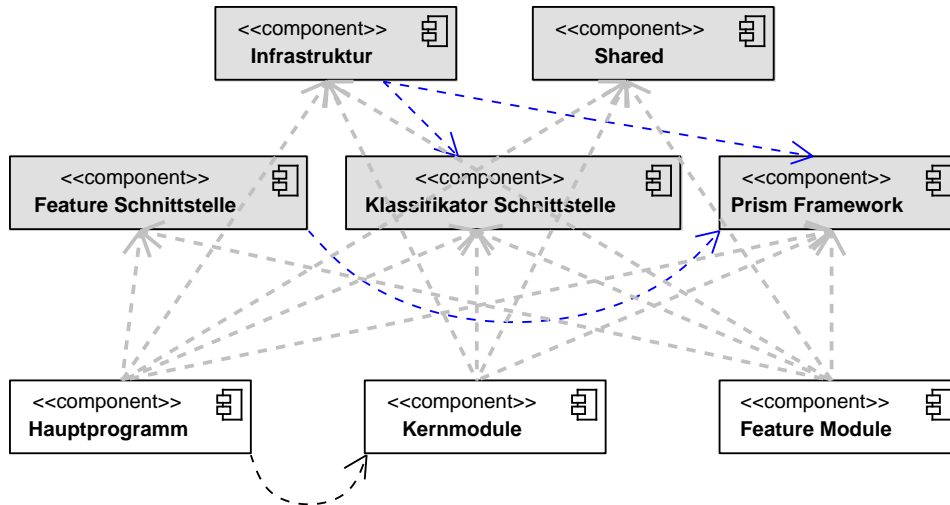 <<component>>
Infrastruktur
<<component>>
Shared
<<component>>
Feature Schnittstelle
<<component>>
Klassifikator Schnittstelle
<<component>>
Prism Framework
<<component>>
Hauptprogramm
<<component>>
Kernmodule
<<component>>
Feature Module